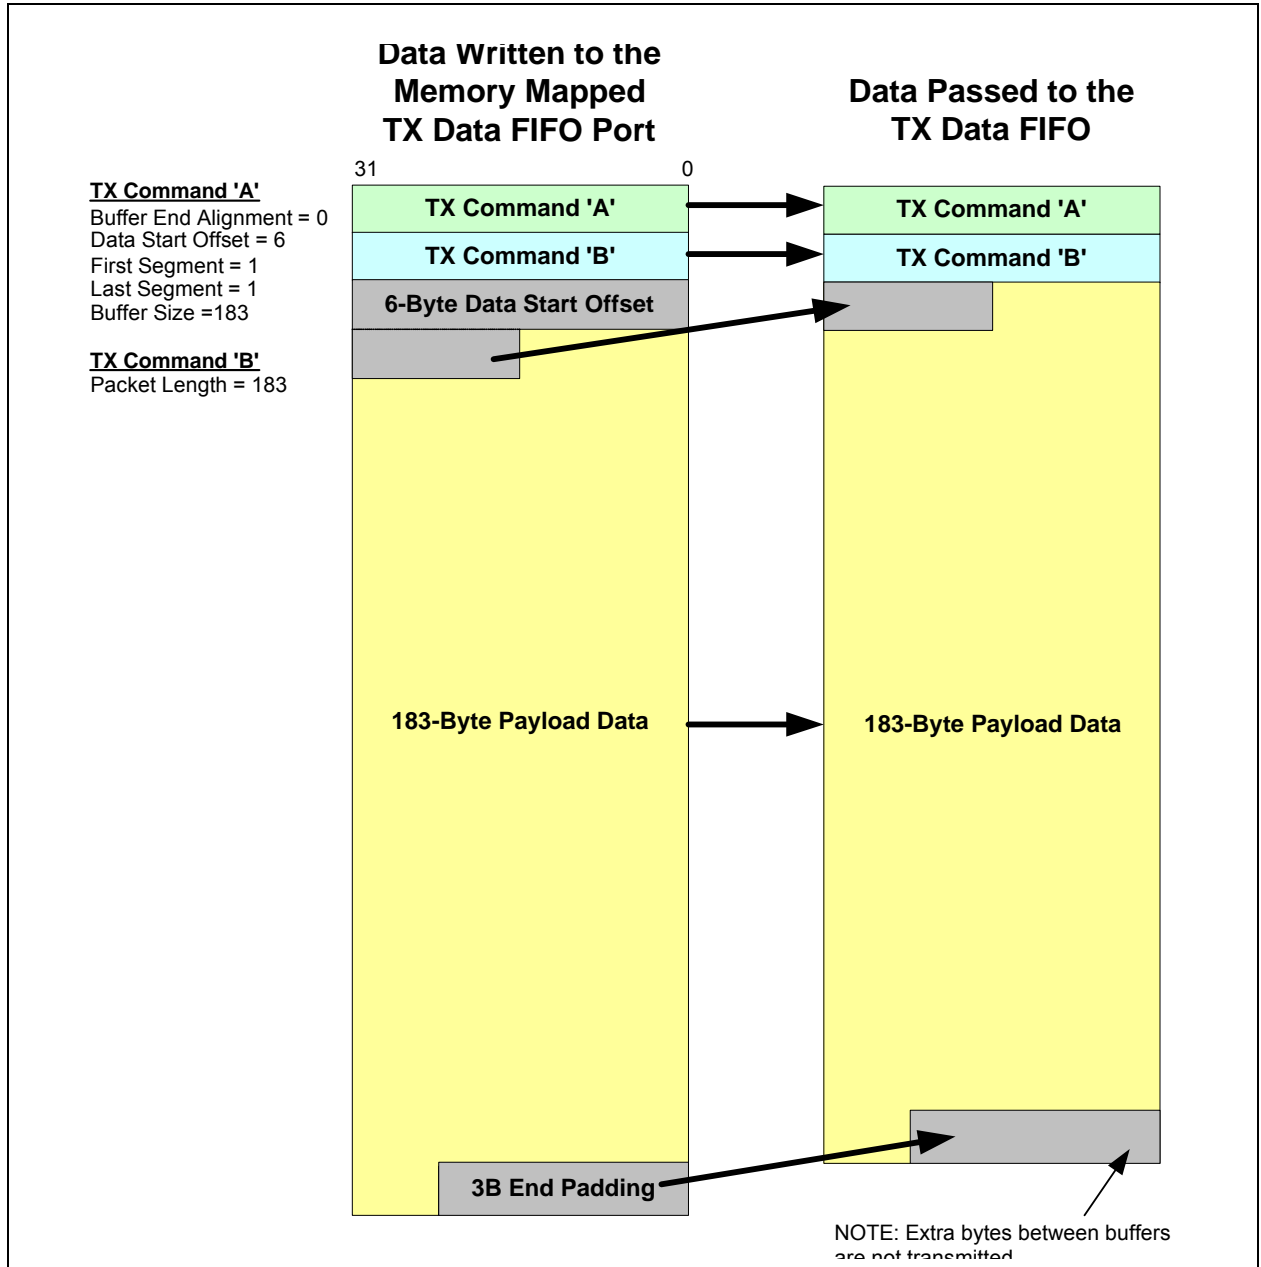 Data Written to the
Memory Mapped
TX Data FIFO Port
Data Passed to the
TX Data FIFO
31
0
TX Command 'A'
Buffer End Alignment = 0
Data Start Offset = 6
First Segment = 1
Last Segment = 1
Buffer Size =183
TX Command 'B'
Packet Length = 183
TX Command 'A'
TX Command 'B'
6-Byte Data Start Offset
183-Byte Payload Data
3B End Padding
TX Command 'A'
TX Command 'B'
183-Byte Payload Data
NOTE: Extra bytes between buffers
are not transmitted